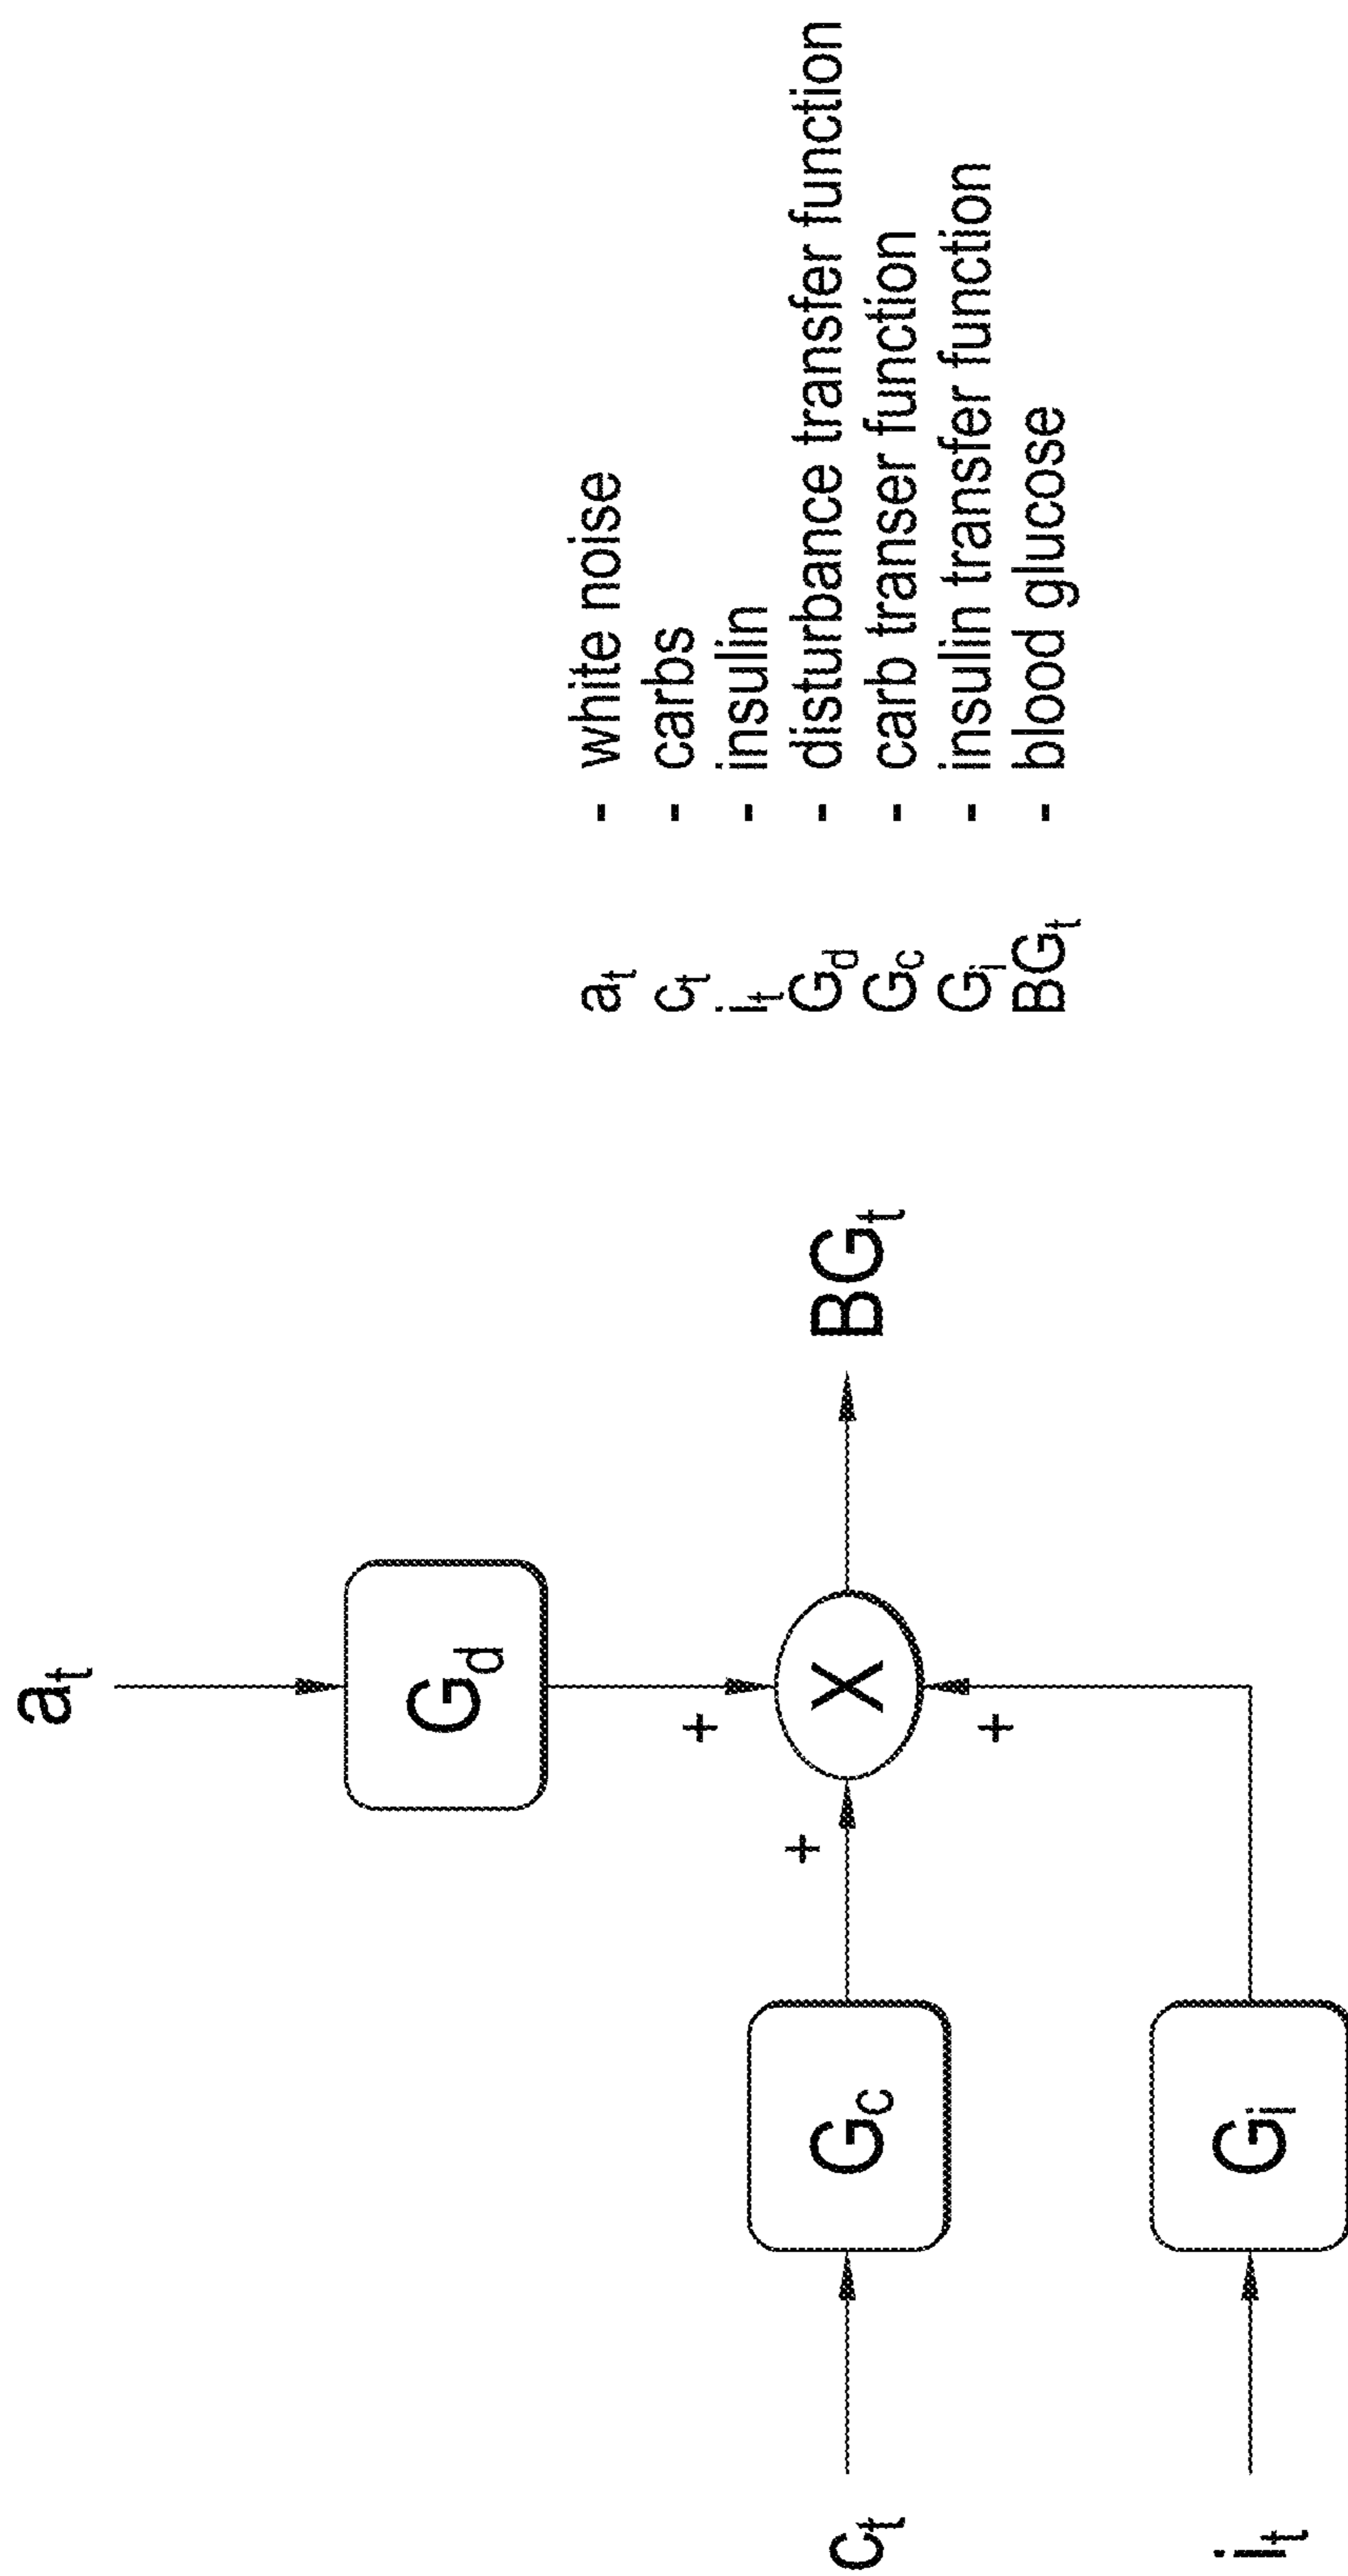 a_t
G_d
+
c_t
G_c
+
X
BG_t
+
i_t
G_i
a_t - white noise
c_t - carbs
i_t - insulin
G_d - disturbance transfer function
G_c - carb transer function
G_i - insulin transfer function
BG_t - blood glucose